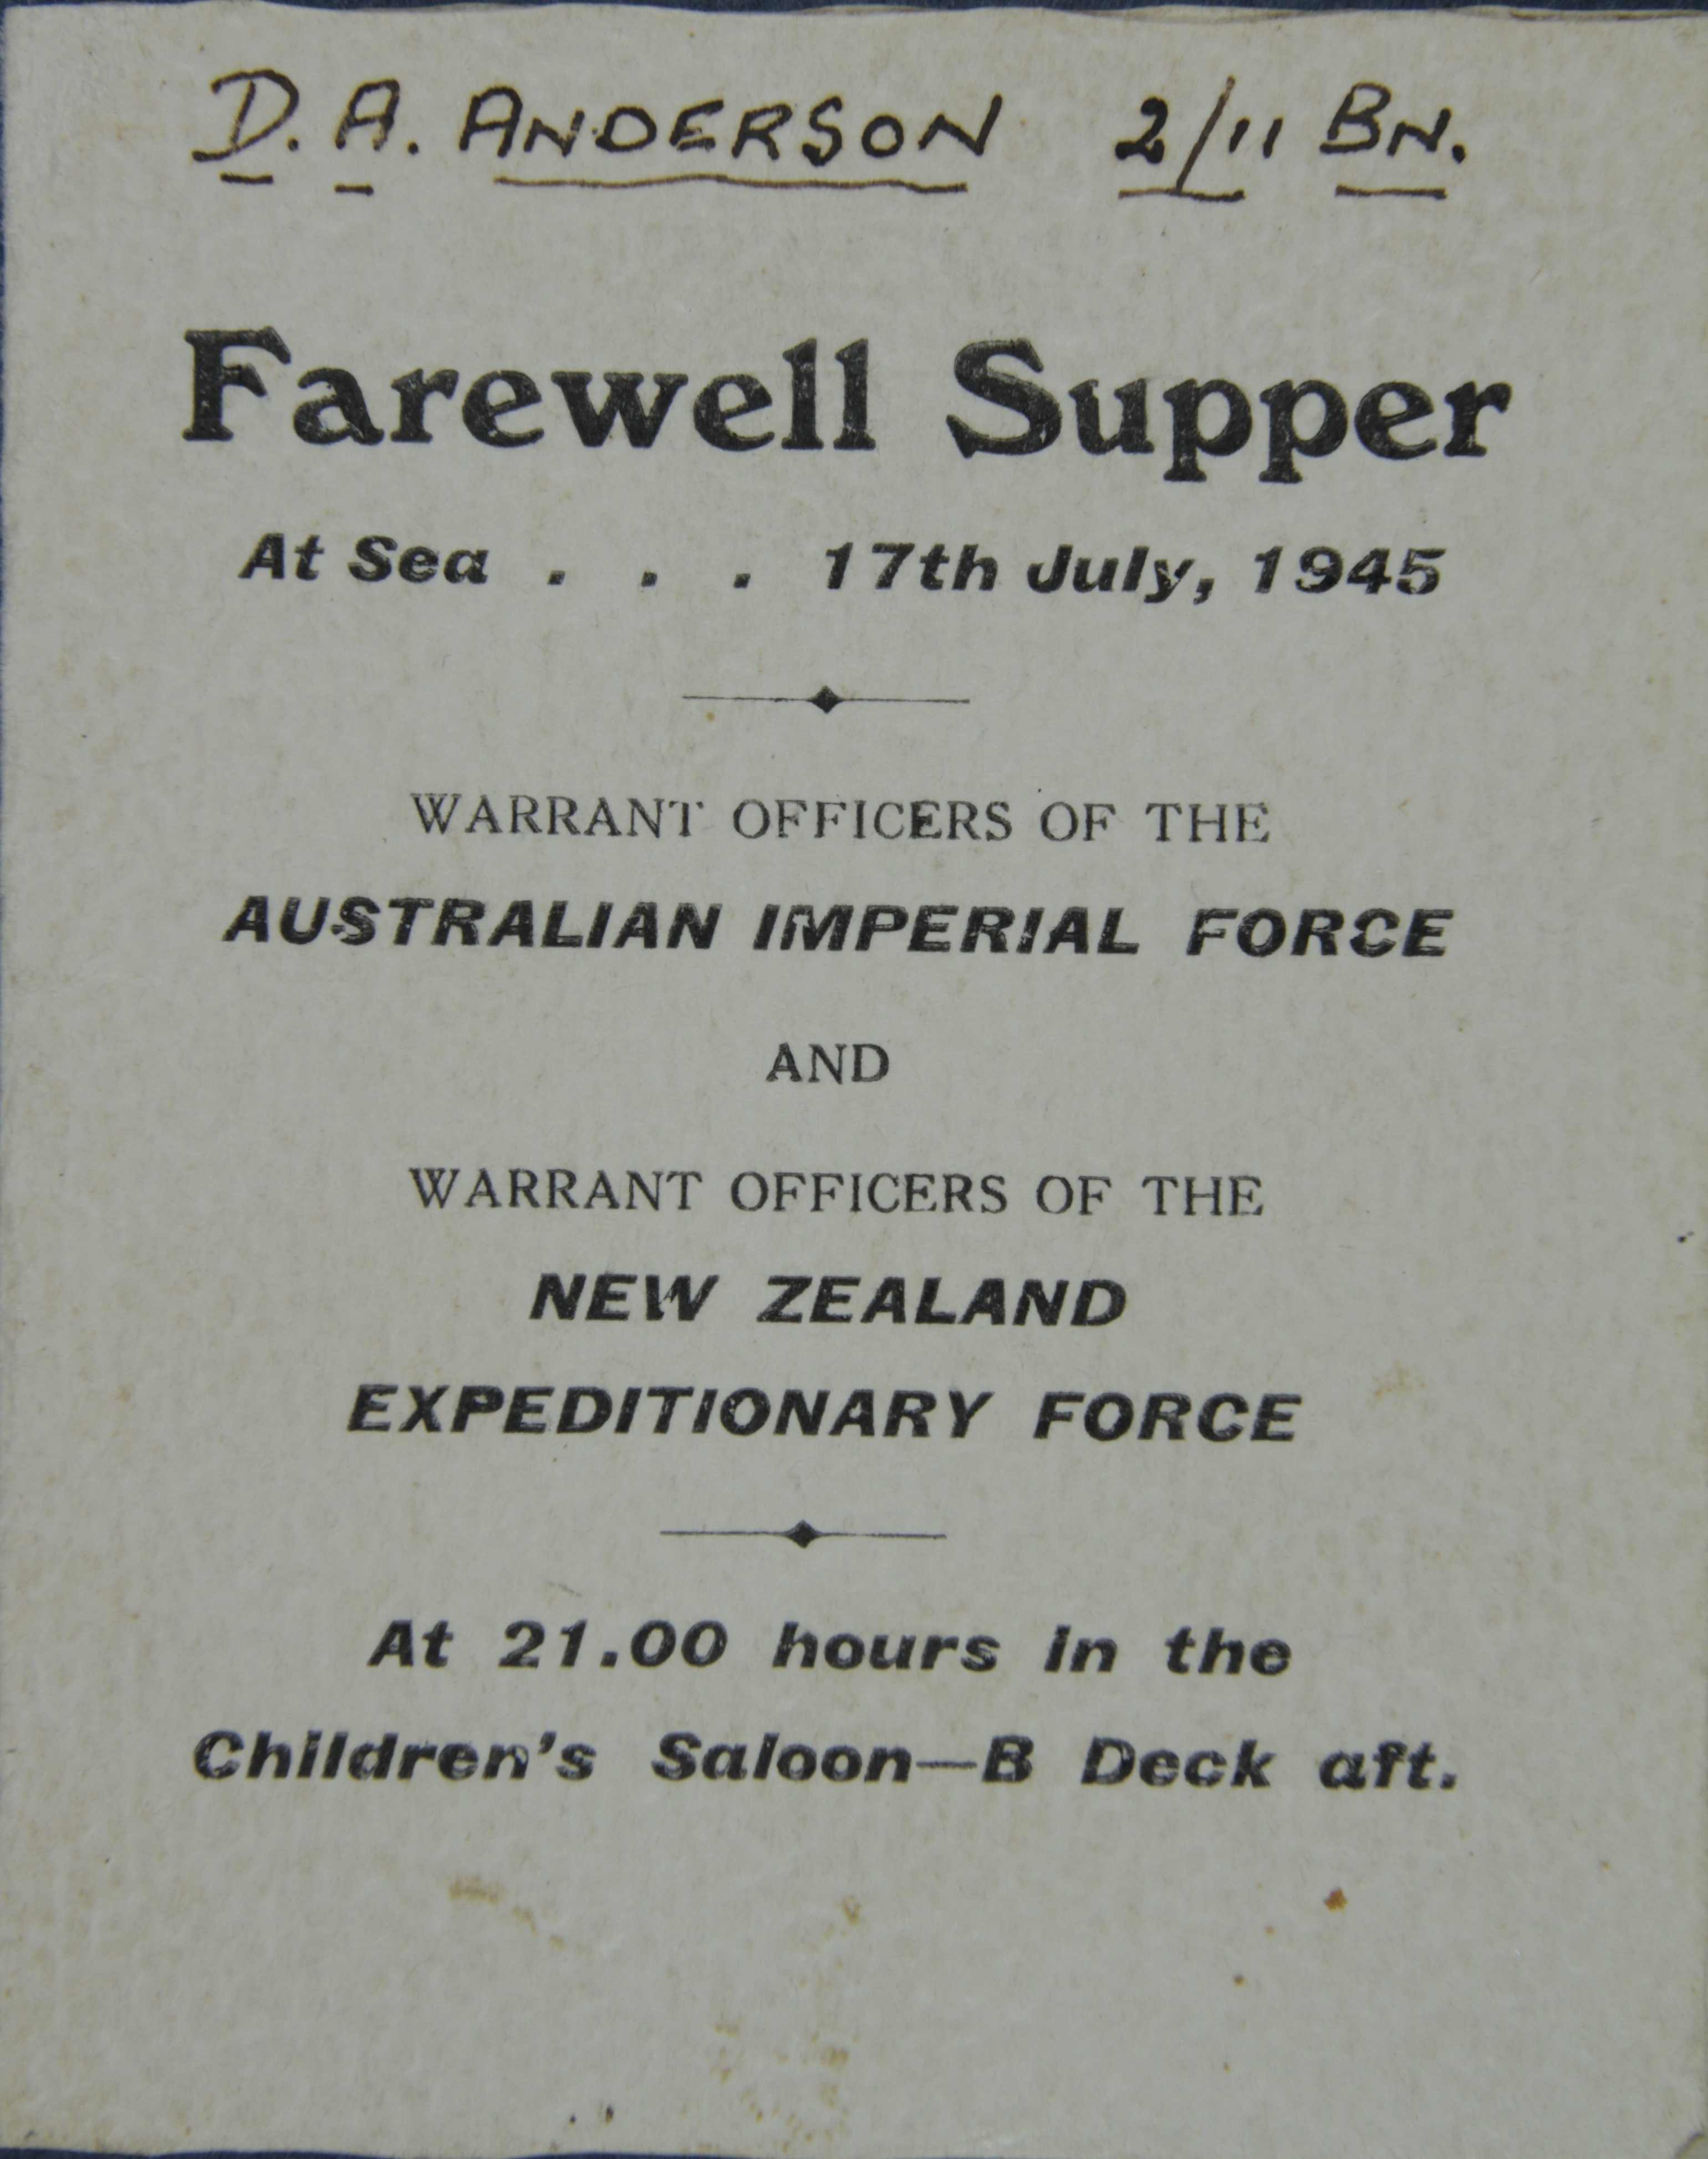 D. A. ANDERSON 2/11 BN.
Farewell Supper
At Sea . . . 17th July, 1945
WARRANT OFFICERS OF THE
AUSTRALIAN IMPERIAL FORCE
AND
WARRANT OFFICERS OF THE
NEW ZEALAND
EXPEDITIONARY FORCE
At 21.00 hours in the
Children's Saloon—B Deck aft.